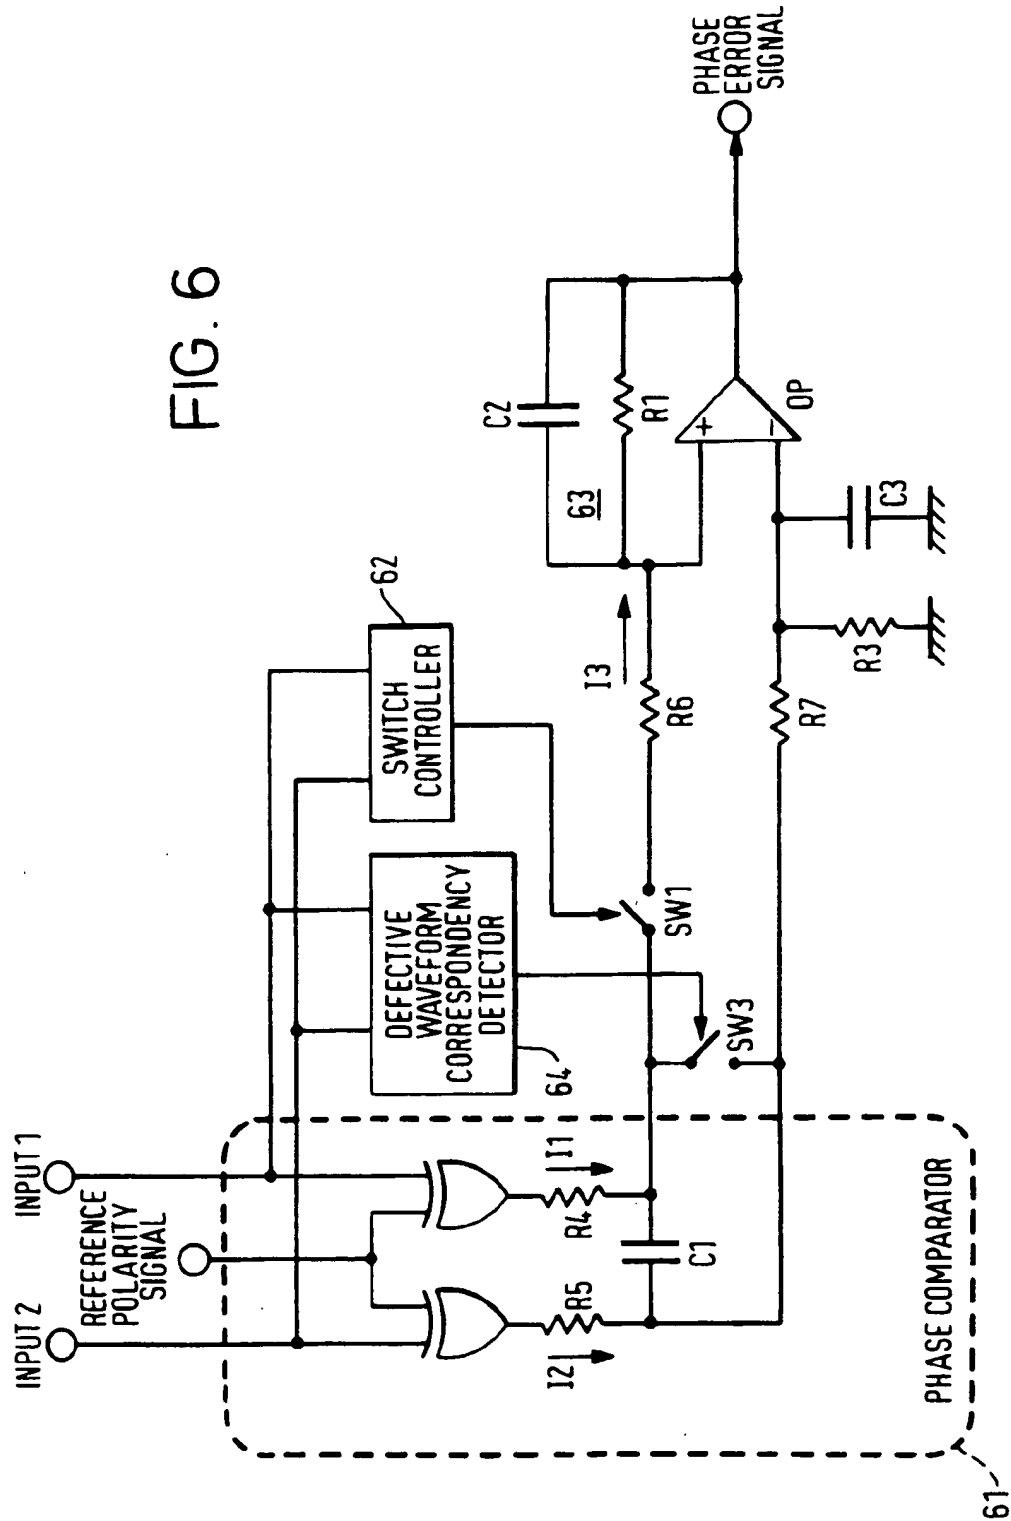 FIG. 6
INPUT 1
REFERENCE
POLARITY
SIGNAL
INPUT 2
SWITCH
CONTROLLER
62
DEFECTIVE
WAVEFORM
CORRESPONDENCY
DETECTOR
64
I1
R4
C1
R5
I2
SW1
SW3
I3
R6
R7
63
C2
R1
+
−
OP
C3
R3
PHASE
ERROR
SIGNAL
PHASE COMPARATOR
61